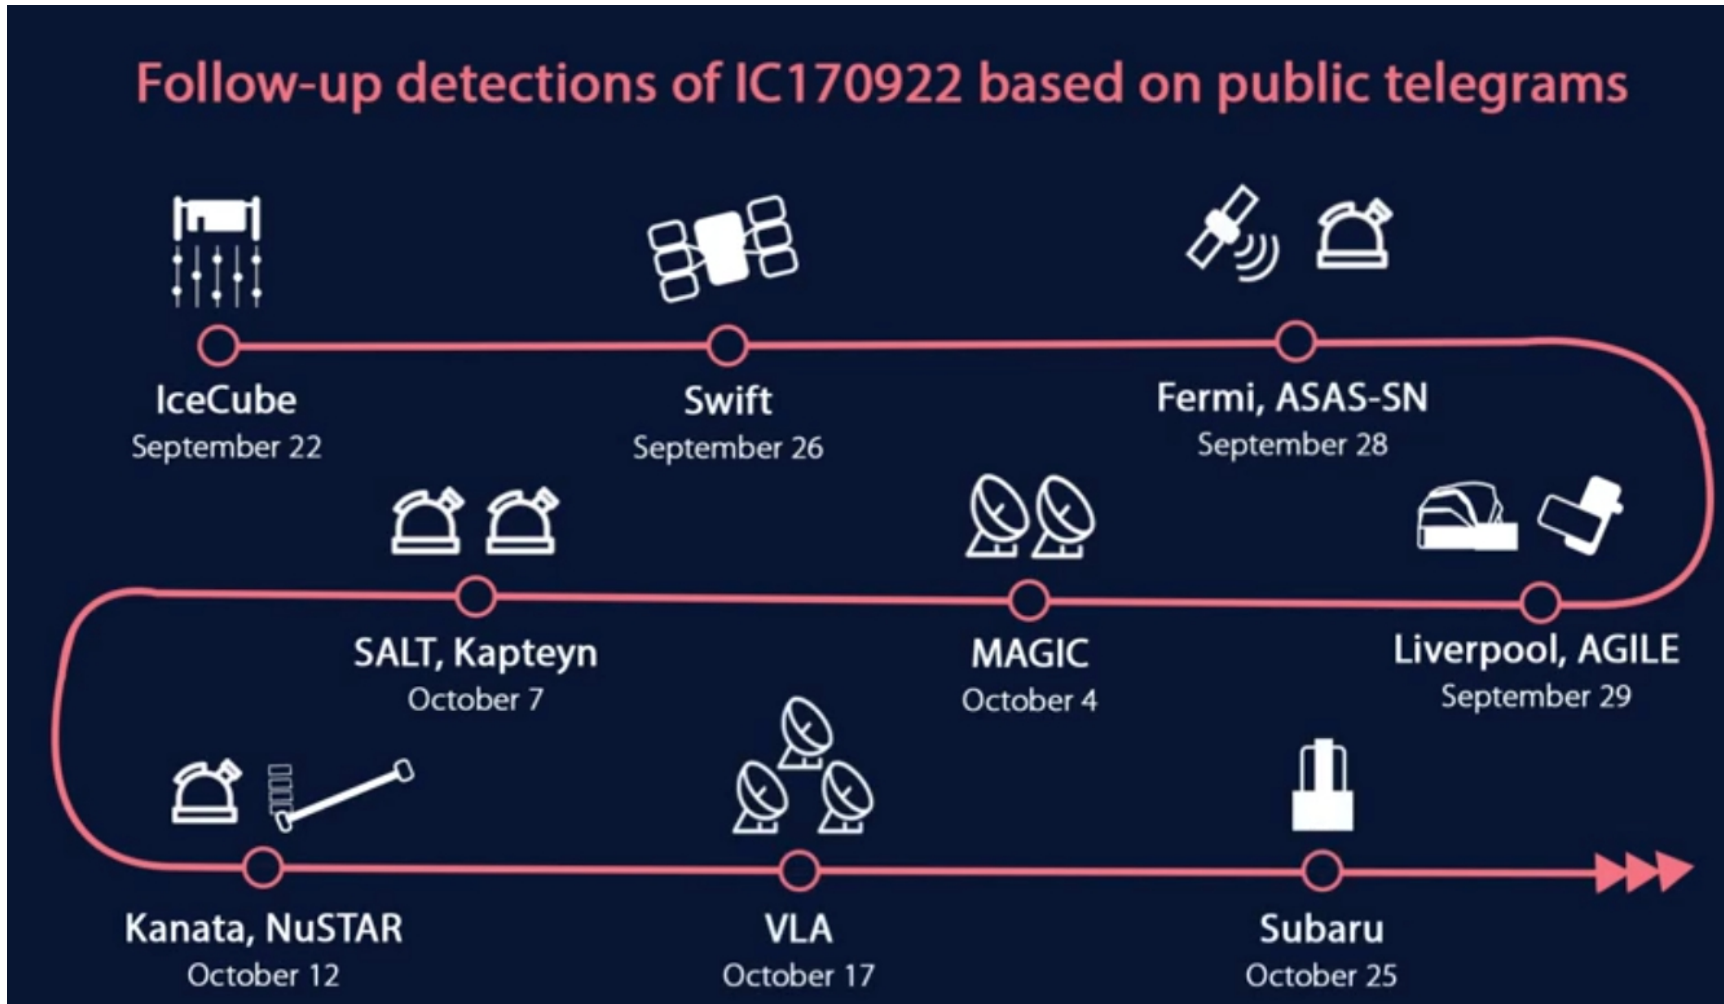 Follow-up detections of IC170922 based on public telegrams
IceCube
September 22
Swift
September 26
Fermi, ASAS-SN
September 28
Liverpool, AGILE
September 29
MAGIC
October 4
SALT, Kapteyn
October 7
Kanata, NuSTAR
October 12
VLA
October 17
Subaru
October 25